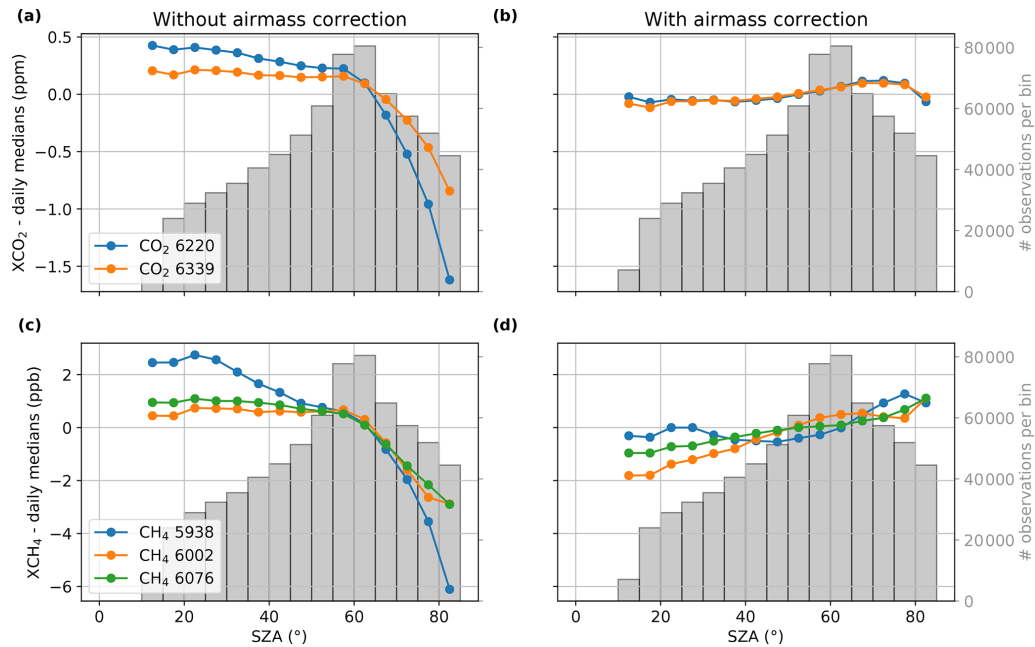 (a) Without airmass correction
(b) With airmass correction
XCO₂ - daily medians (ppm)
0.5
0.0
−0.5
−1.0
−1.5
CO₂ 6220
CO₂ 6339
80000
60000
40000
20000
0
# observations per bin
(c)
(d)
XCH₄ - daily medians (ppb)
2
0
−2
−4
−6
CH₄ 5938
CH₄ 6002
CH₄ 6076
0 20 40 60 80
SZA (°)
0 20 40 60 80
SZA (°)
80000
60000
40000
20000
0
# observations per bin